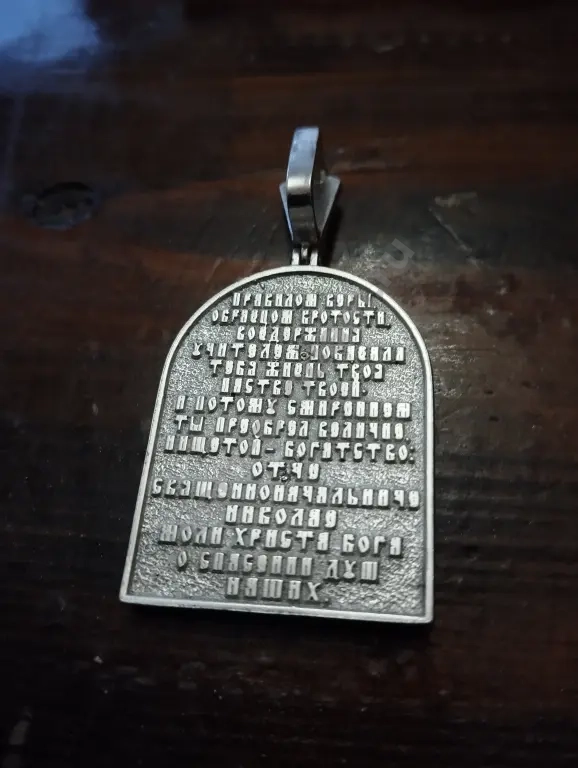 ПРАВИЛОМ ВЕРЫ,
ОБРАЗЦОМ КРОТОСТИ,
ВОЗДЕРЖАНИЯ
УЧИТЕЛЕМ ЯВИЛА
ТЕБЯ ЖИЗНЬ ТВОЯ
ПАСТВЕ ТВОЕЙ.
И ПОТОМУ СМИРЕНИЕМ
ТЫ ПРИОБРЕЛ ВЕЛИЧИЕ,
НИЩЕТОЙ - БОГАТСТВО:
ОТЧЕ
СВЯЩЕННОНАЧАЛЬНИЧЕ
НИКОЛАЕ
МОЛИ ХРИСТА БОГА
О СПАСЕНИИ ДУШ
НАШИХ.